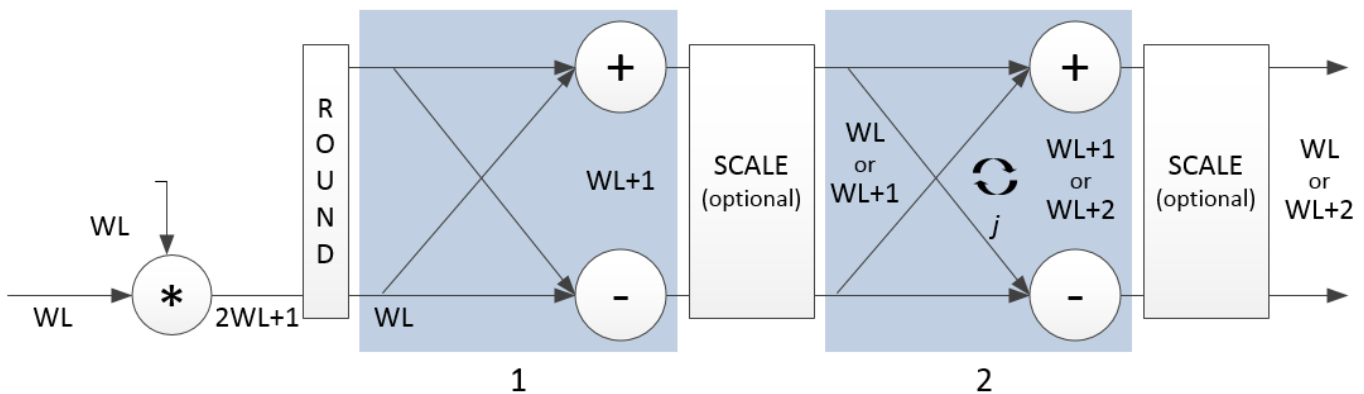 R
O
U
N
D
+
WL+1
-
SCALE
(optional)
WL
or
WL+1
j
+
WL+1
or
WL+2
-
SCALE
(optional)
WL
or
WL+2
WL
*
WL
2WL+1
WL
1
2